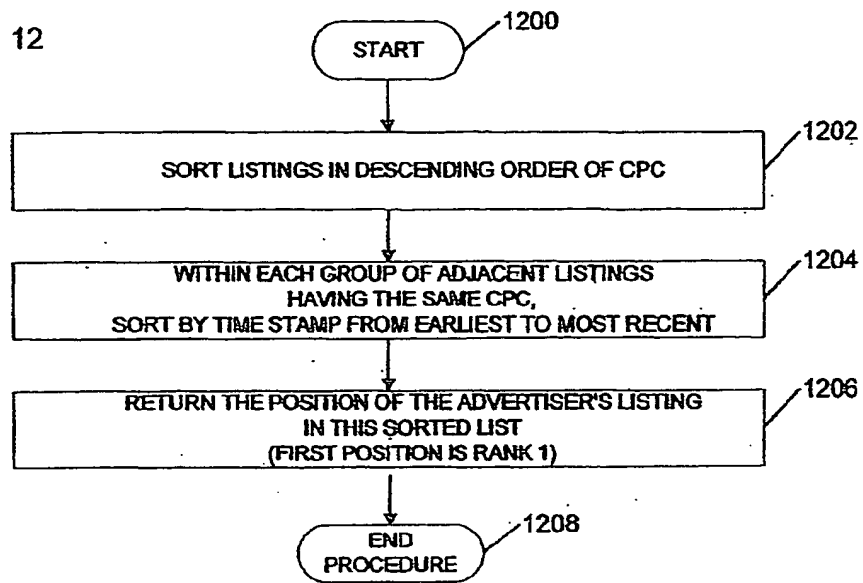 12
START
1200
1202
SORT LISTINGS IN DESCENDING ORDER OF CPC
1204
WITHIN EACH GROUP OF ADJACENT LISTINGS
HAVING THE SAME CPC,
SORT BY TIME STAMP FROM EARLIEST TO MOST RECENT
1206
RETURN THE POSITION OF THE ADVERTISER'S LISTING
IN THIS SORTED LIST
(FIRST POSITION IS RANK 1)
1208
END
PROCEDURE